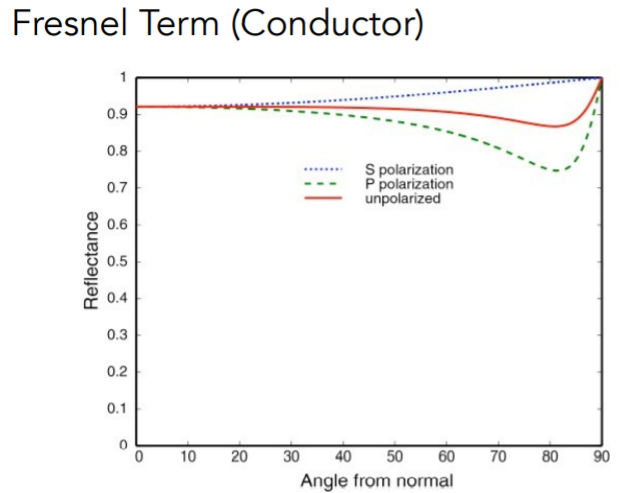 Fresnel Term (Conductor)
1
0.9
0.8
0.7
0.6
0.5
0.4
0.3
0.2
0.1
0
Reflectance
S polarization
P polarization
unpolarized
0 10 20 30 40 50 60 70 80 90
Angle from normal